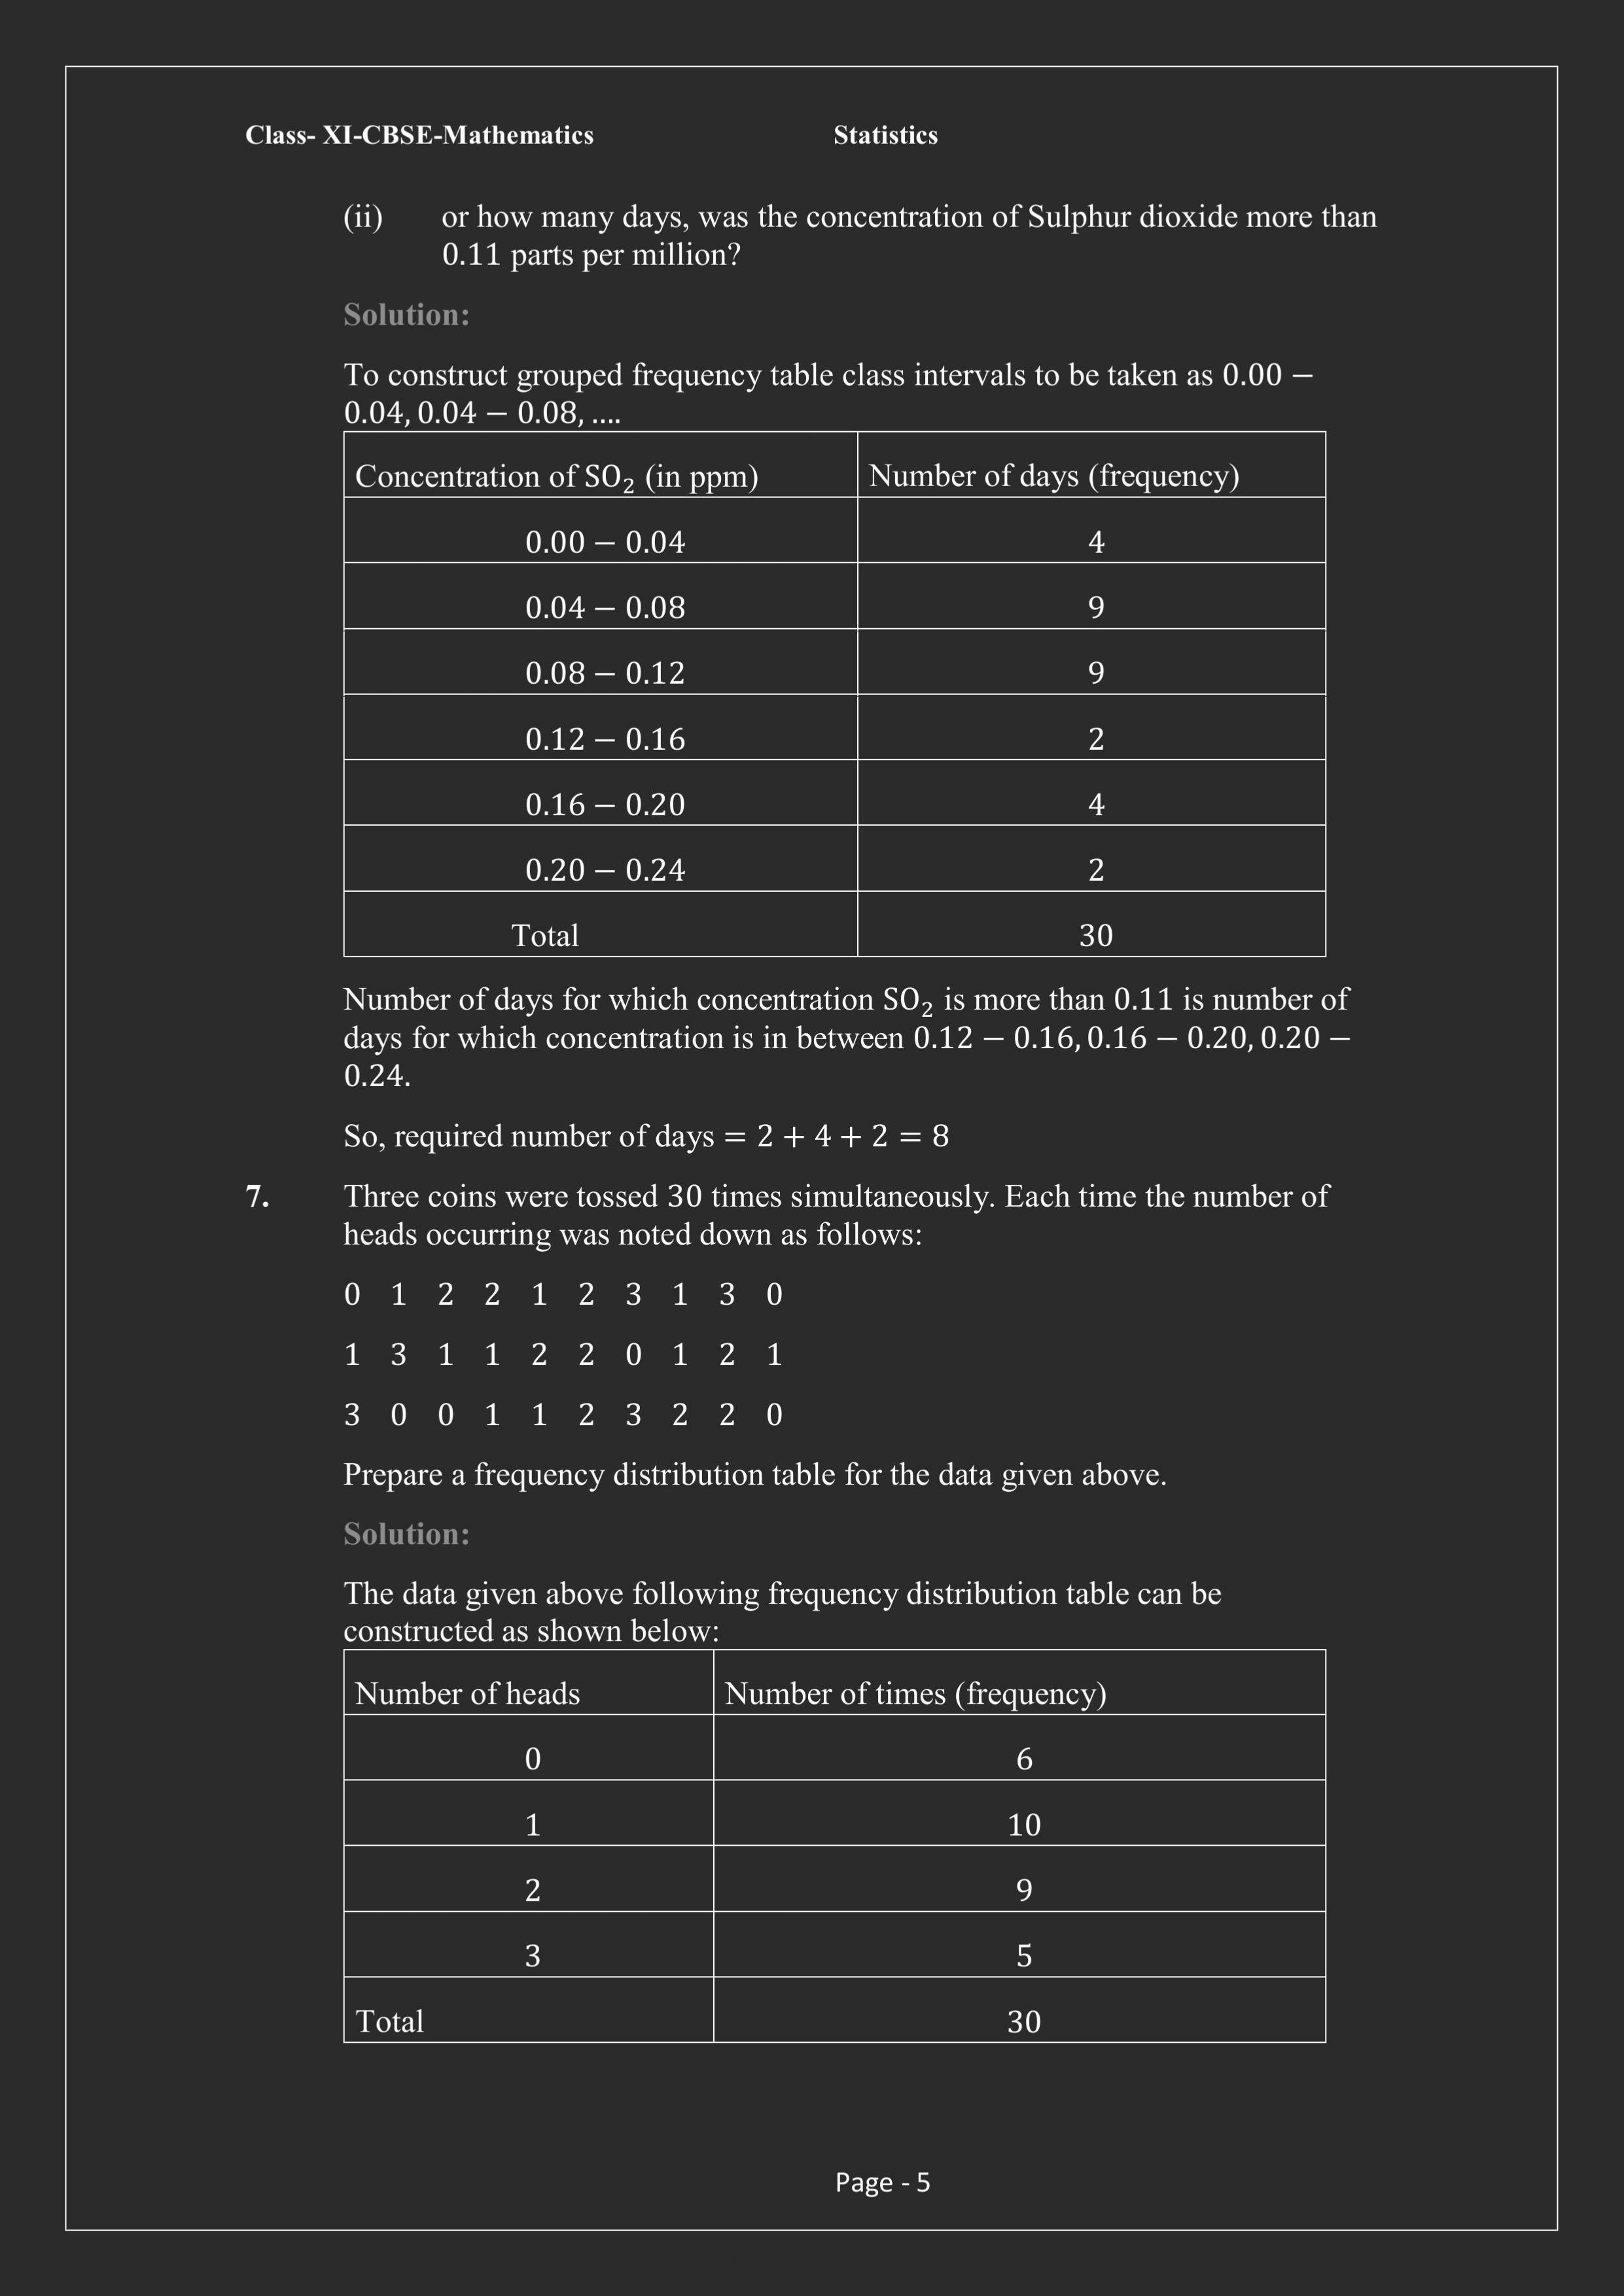 Class- XI-CBSE-Mathematics Statistics
(ii) or how many days, was the concentration of Sulphur dioxide more than
0.11 parts per million?
Solution:
To construct grouped frequency table class intervals to be taken as 0.00 −
0.04, 0.04 − 0.08, ….
Concentration of SO₂ (in ppm) Number of days (frequency)
0.00 − 0.04 4
0.04 − 0.08 9
0.08 − 0.12 9
0.12 − 0.16 2
0.16 − 0.20 4
0.20 − 0.24 2
Total 30
Number of days for which concentration SO₂ is more than 0.11 is number of
days for which concentration is in between 0.12 − 0.16, 0.16 − 0.20, 0.20 −
0.24.
So, required number of days = 2 + 4 + 2 = 8
7. Three coins were tossed 30 times simultaneously. Each time the number of
heads occurring was noted down as follows:
0 1 2 2 1 2 3 1 3 0
1 3 1 1 2 2 0 1 2 1
3 0 0 1 1 2 3 2 2 0
Prepare a frequency distribution table for the data given above.
Solution:
The data given above following frequency distribution table can be
constructed as shown below:
Number of heads Number of times (frequency)
0 6
1 10
2 9
3 5
Total 30
Page - 5